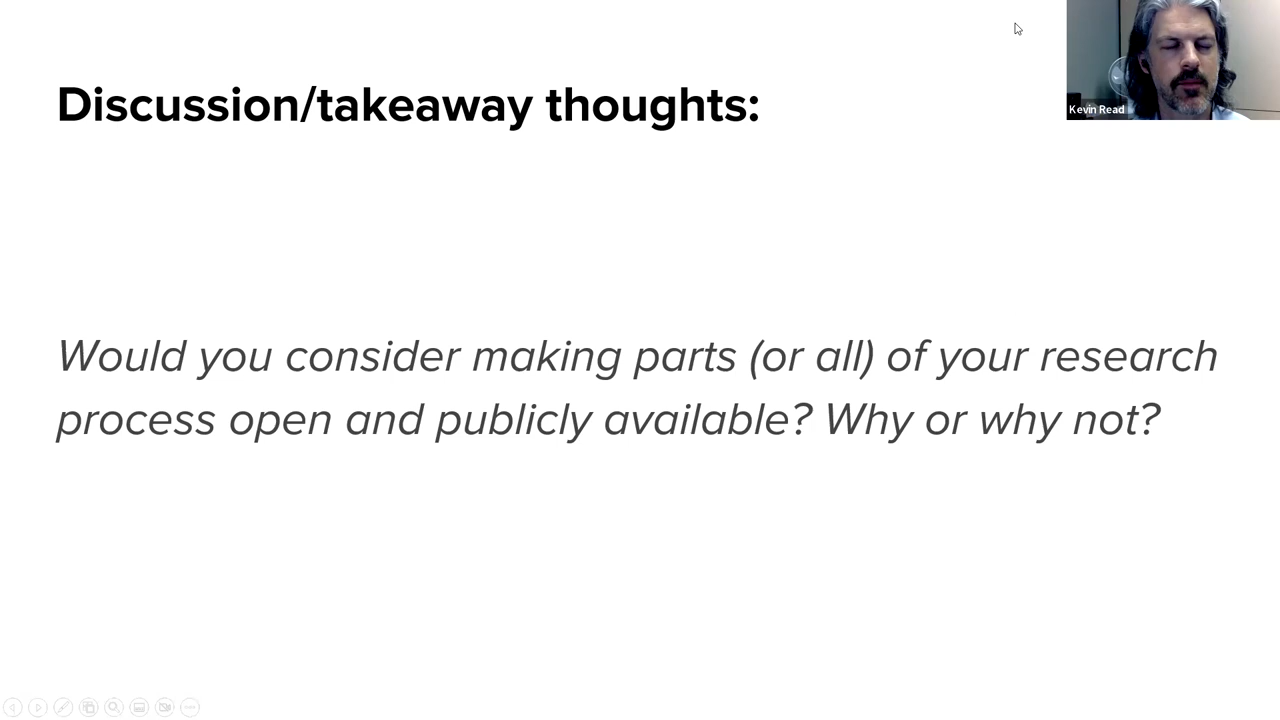 Discussion/takeaway thoughts:
Kevin Read
Would you consider making parts (or all) of your research
process open and publicly available? Why or why not?